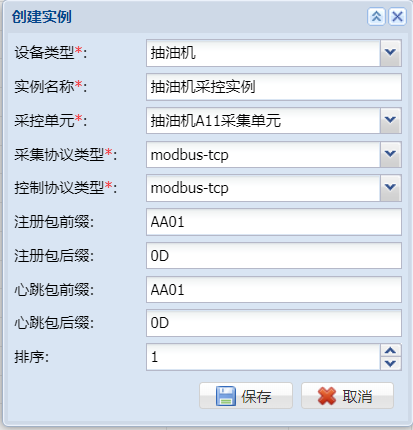 创建实例
设备类型*: 抽油机
实例名称*: 抽油机采控实例
采控单元*: 抽油机A11采集单元
采集协议类型*: modbus-tcp
控制协议类型*: modbus-tcp
注册包前缀: AA01
注册包后缀: 0D
心跳包前缀: AA01
心跳包后缀: 0D
排序: 1
保存 取消